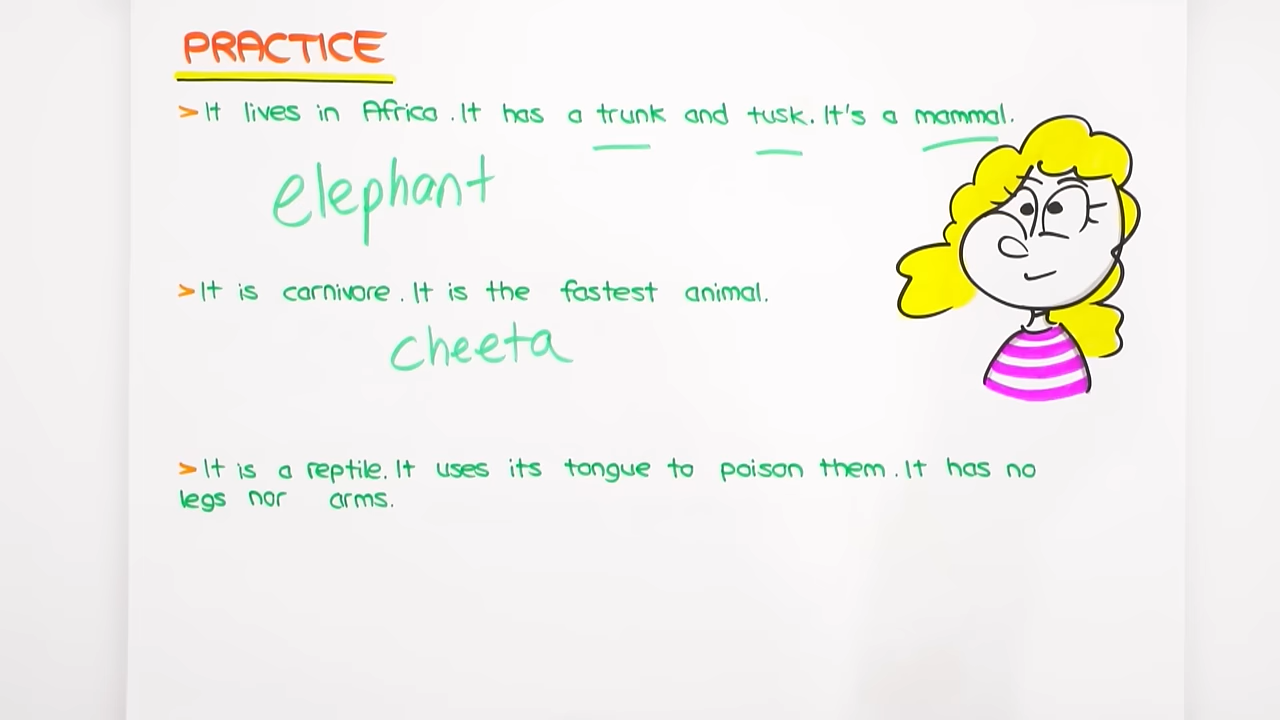 PRACTICE
>It lives in Africa. It has a trunk and tusk. It's a mammal.
elephant
>It is carnivore. It is the fastest animal.
cheeta
>It is a reptile. It uses its tongue to poison them. It has no
legs nor arms.